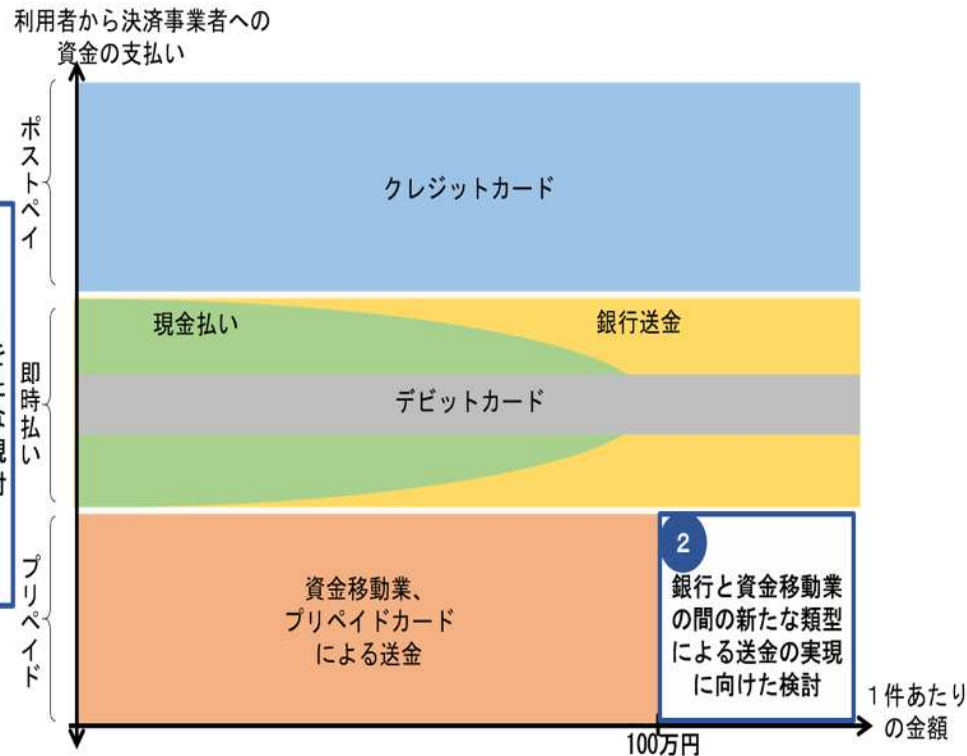 利用者から決済事業者への
資金の支払い
ポストペイ
クレジットカード
現金払い
銀行送金
即時払い
デビットカード
プリペイド
資金移動業、
プリペイドカード
による送金
2
銀行と資金移動業
の間の新たな類型
による送金の実現
に向けた検討
1件あたり
の金額
100万円